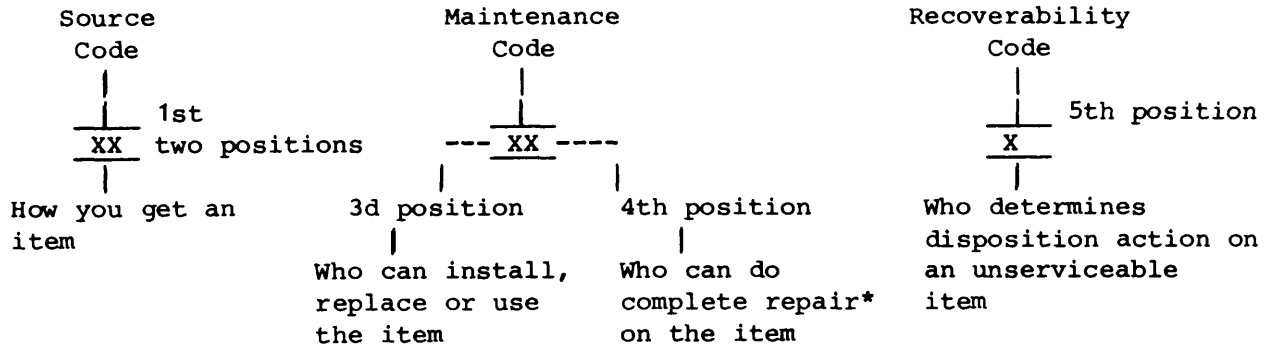 Source Maintenance Recoverability
Code Code Code
1st 5th position
XX two positions --- XX ---- X
How you get an 3d position 4th position Who determines
item disposition action on
Who can install, Who can do an unserviceable
replace or use complete repair* item
the item on the item